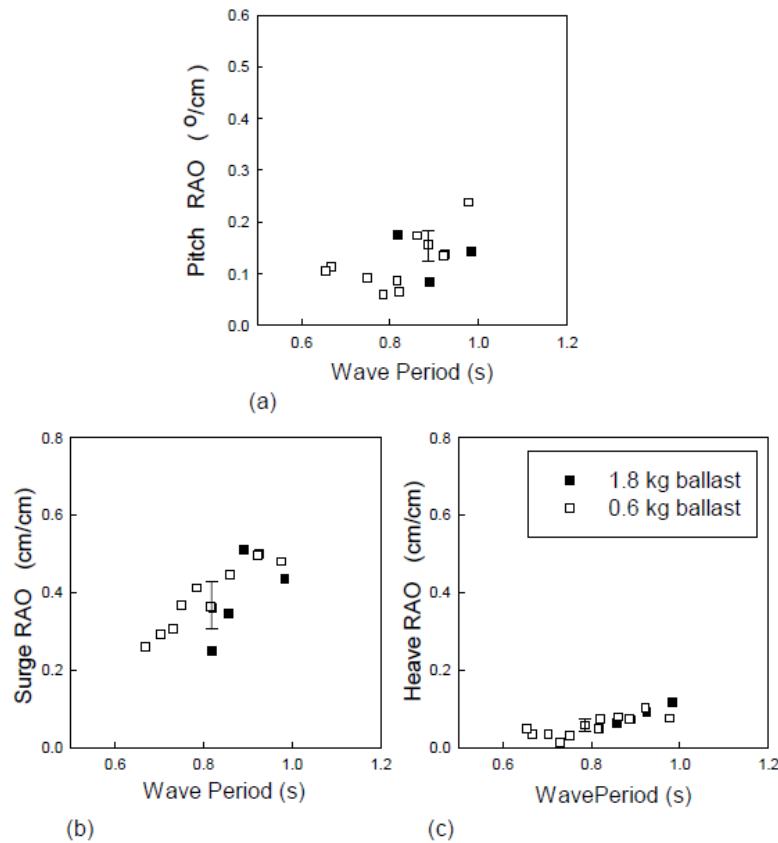 0.6
0.5
0.4
0.3
0.2
0.1
0.0
Pitch RAO ( º/cm)
0.6 0.8 1.0 1.2
Wave Period (s)
(a)
0.8
0.6
0.4
0.2
0.0
Surge RAO (cm/cm)
0.6 0.8 1.0 1.2
Wave Period (s)
(b)
0.8
0.6
0.4
0.2
0.0
Heave RAO (cm/cm)
1.8 kg ballast
0.6 kg ballast
0.6 0.8 1.0 1.2
WavePeriod (s)
(c)